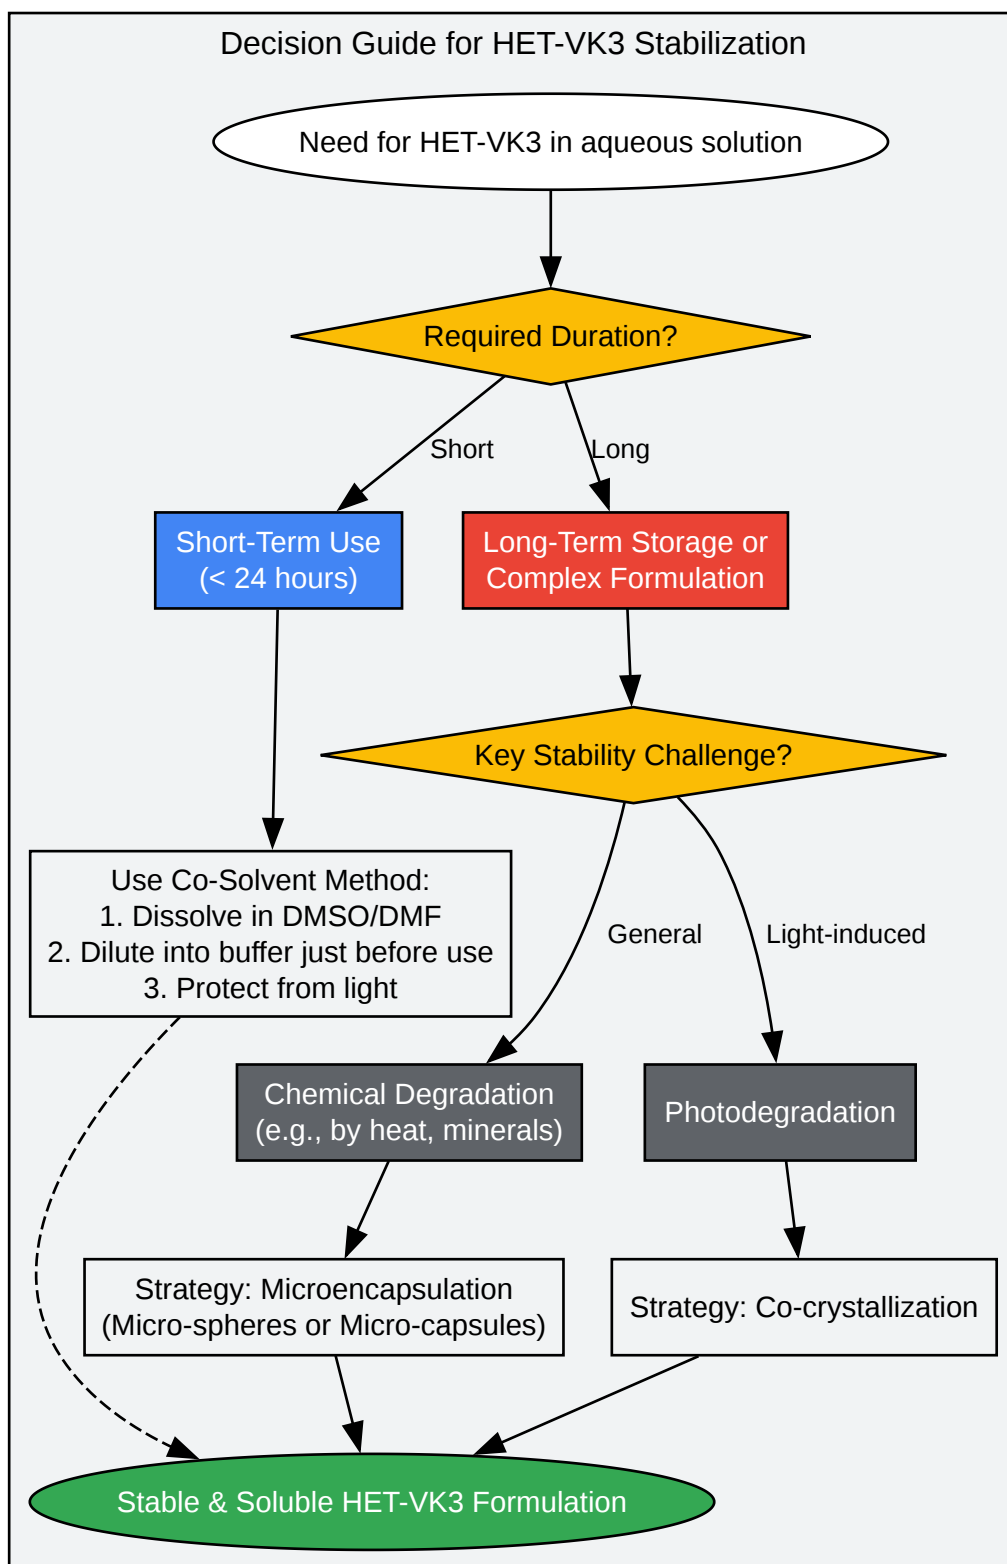 Decision Guide for HET-VK3 Stabilization
Need for HET-VK3 in aqueous solution
Required Duration?
Short
Long
Short-Term Use
(< 24 hours)
Long-Term Storage or
Complex Formulation
Key Stability Challenge?
Use Co-Solvent Method:
1. Dissolve in DMSO/DMF
2. Dilute into buffer just before use
3. Protect from light
General
Light-induced
Chemical Degradation
(e.g., by heat, minerals)
Photodegradation
Strategy: Microencapsulation
(Micro-spheres or Micro-capsules)
Strategy: Co-crystallization
Stable & Soluble HET-VK3 Formulation